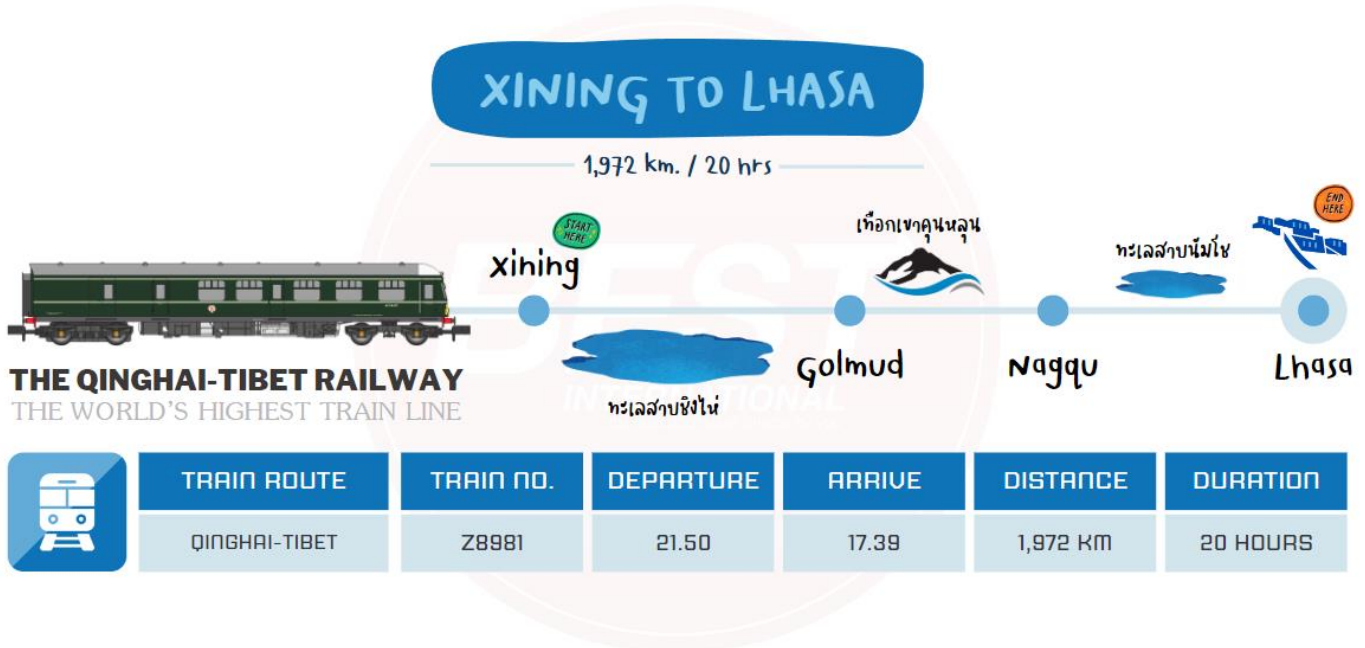 XINING TO LHASA
1,972 km. / 20 hrs
START HERE
xining
เทือกเขาคุนหลุน
ทะเลสาบนัมโช
END HERE
Golmud
Nagqu
Lhasa
ทะเลสาบชิงไห่
THE QINGHAI-TIBET RAILWAY
THE WORLD'S HIGHEST TRAIN LINE
BEST
INTERNATIONAL
TRAIN ROUTE TRAIN NO. DEPARTURE ARRIVE DISTANCE DURATION
QINGHAI-TIBET Z8981 21.50 17.39 1,972 KM 20 HOURS